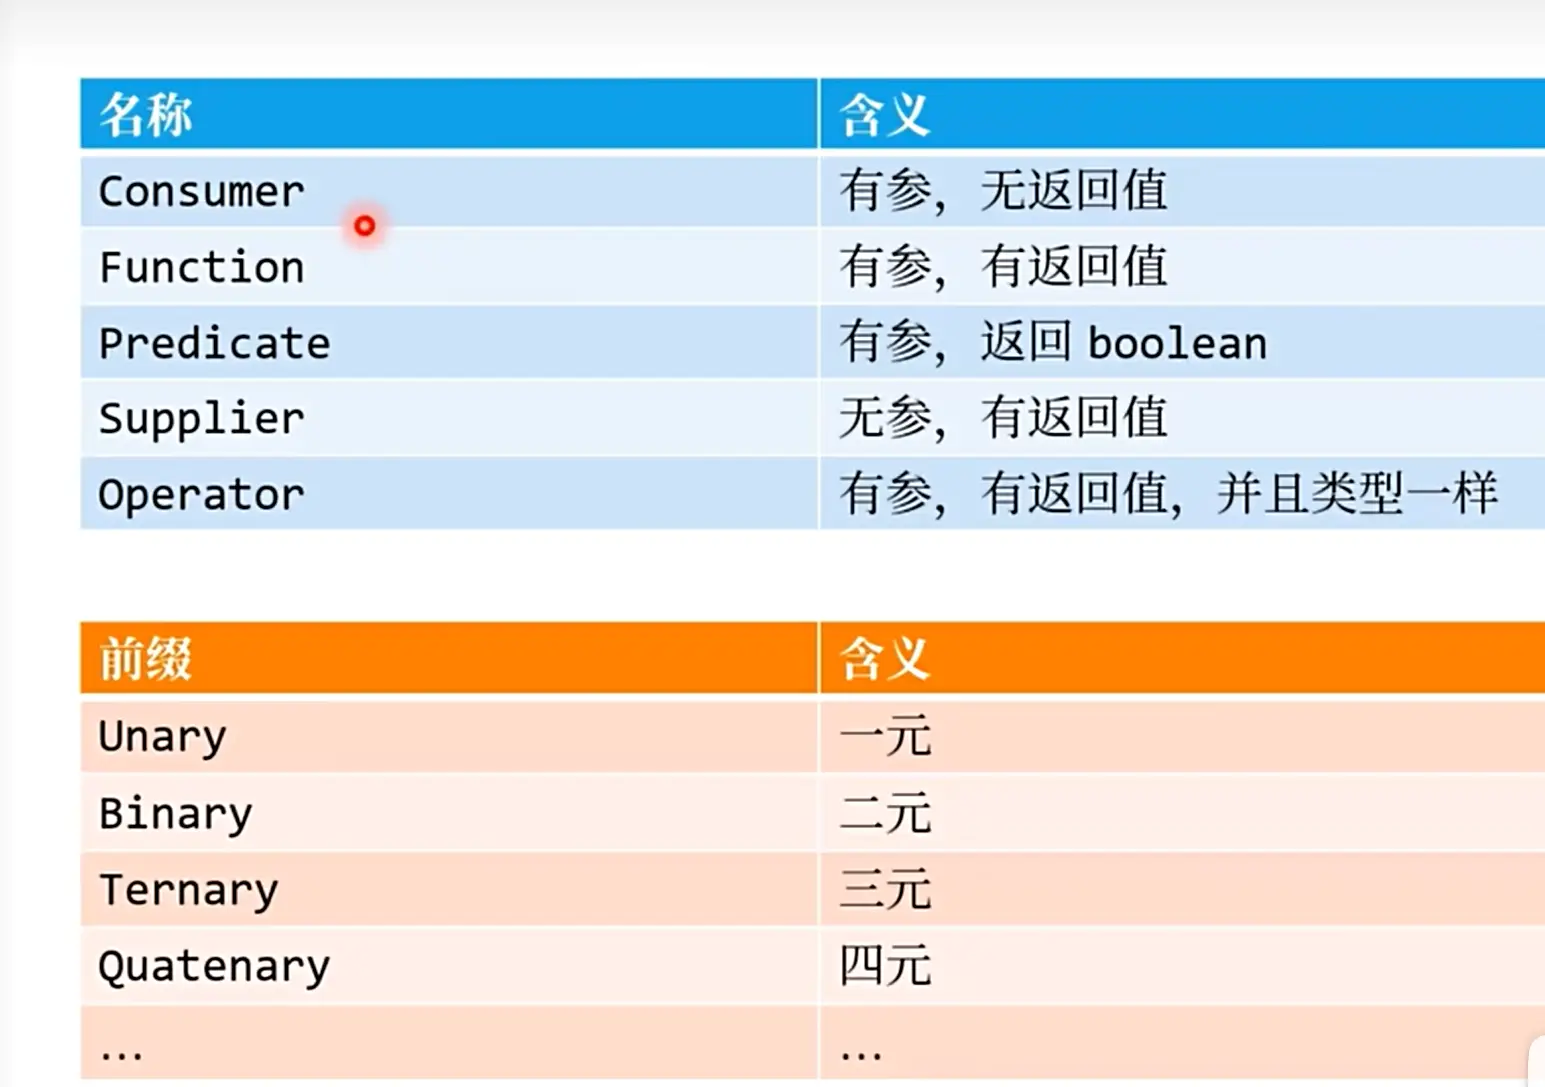 名称 含义
Consumer 有参，无返回值
Function 有参，有返回值
Predicate 有参，返回 boolean
Supplier 无参，有返回值
Operator 有参，有返回值，并且类型一样
前缀 含义
Unary 一元
Binary 二元
Ternary 三元
Quatenary 四元
... ...